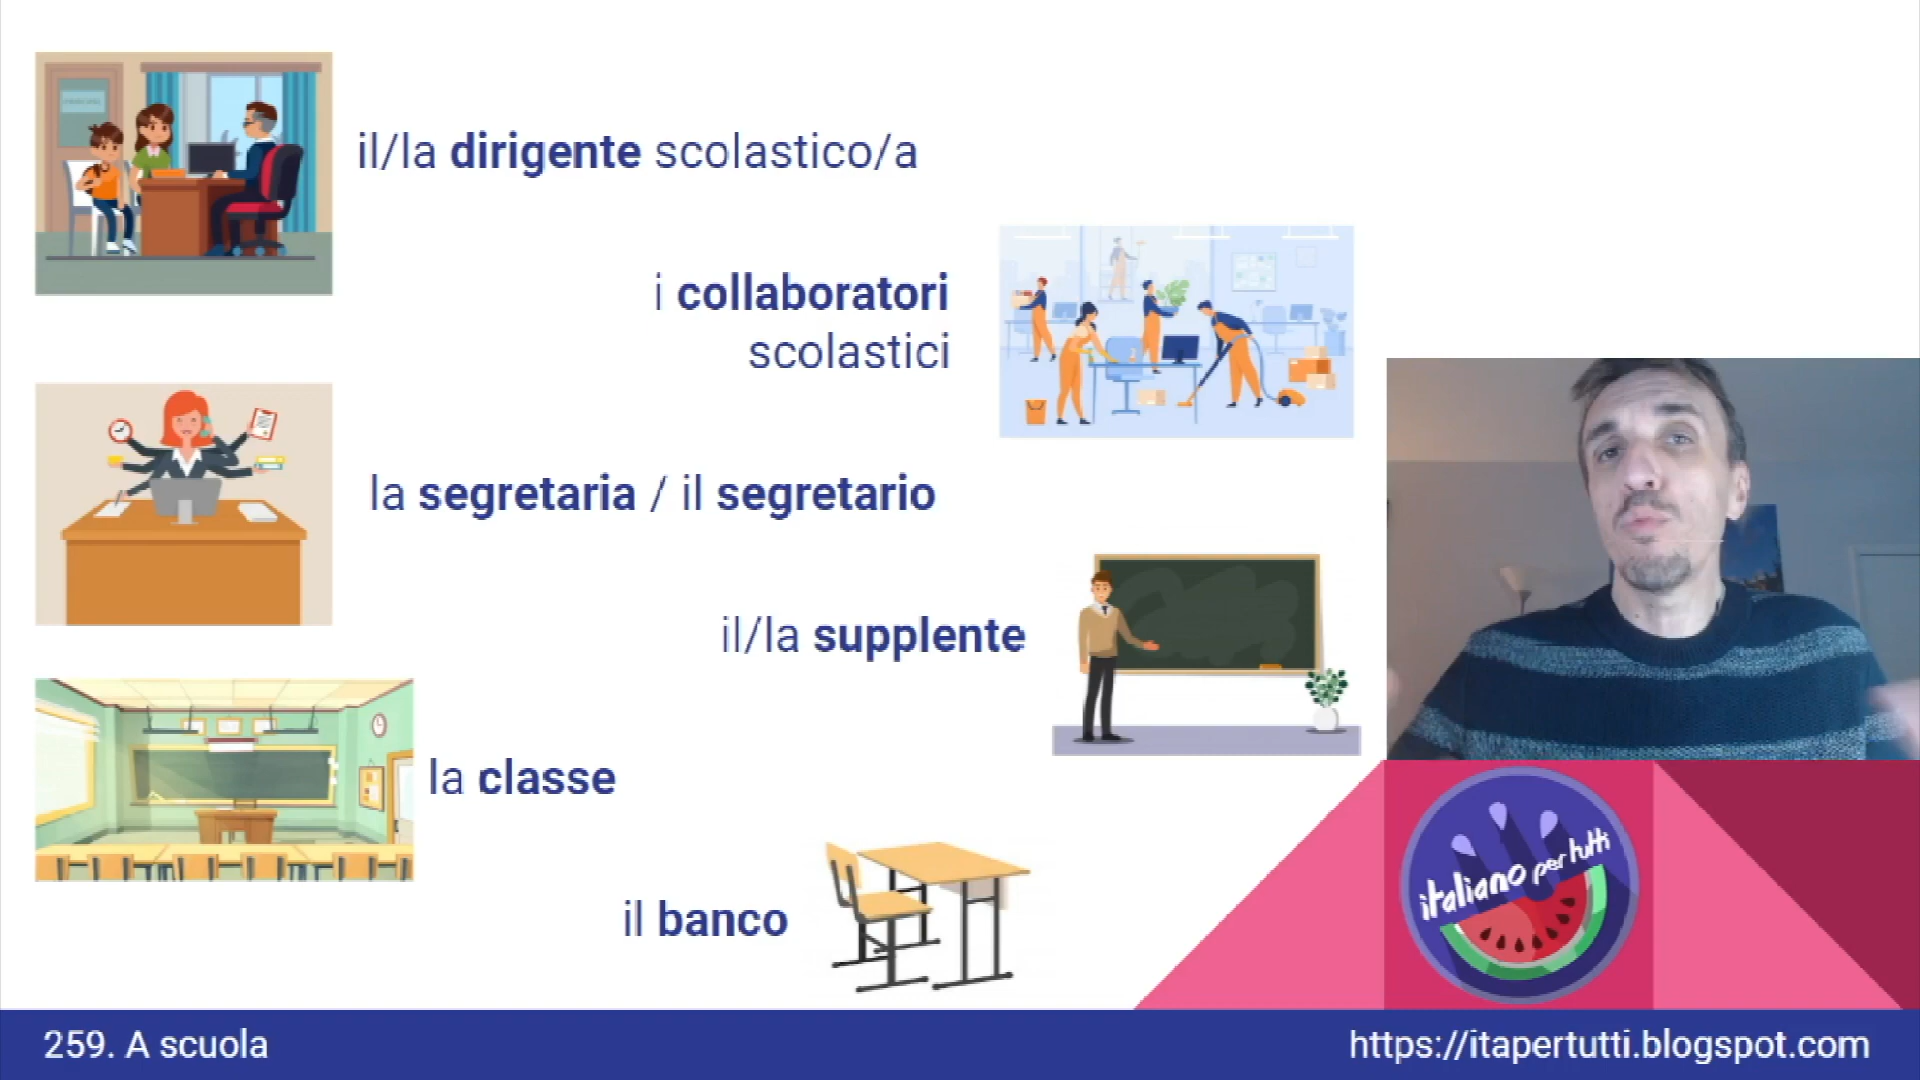 il/la dirigente scolastico/a
i collaboratori
scolastici
la segretaria / il segretario
il/la supplente
la classe
il banco
italiano per tutti
259. A scuola
https://itapertutti.blogspot.com